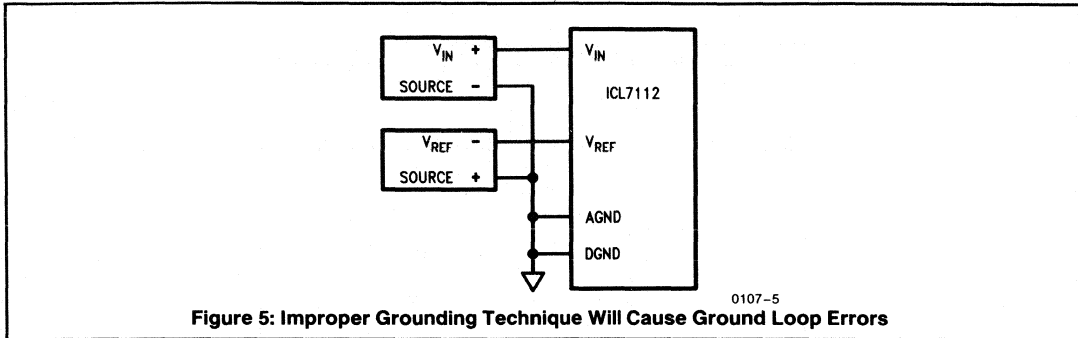 V_IN +
SOURCE -
V_REF -
SOURCE +
V_IN
ICL7112
V_REF
AGND
DGND
0107-5
Figure 5: Improper Grounding Technique Will Cause Ground Loop Errors